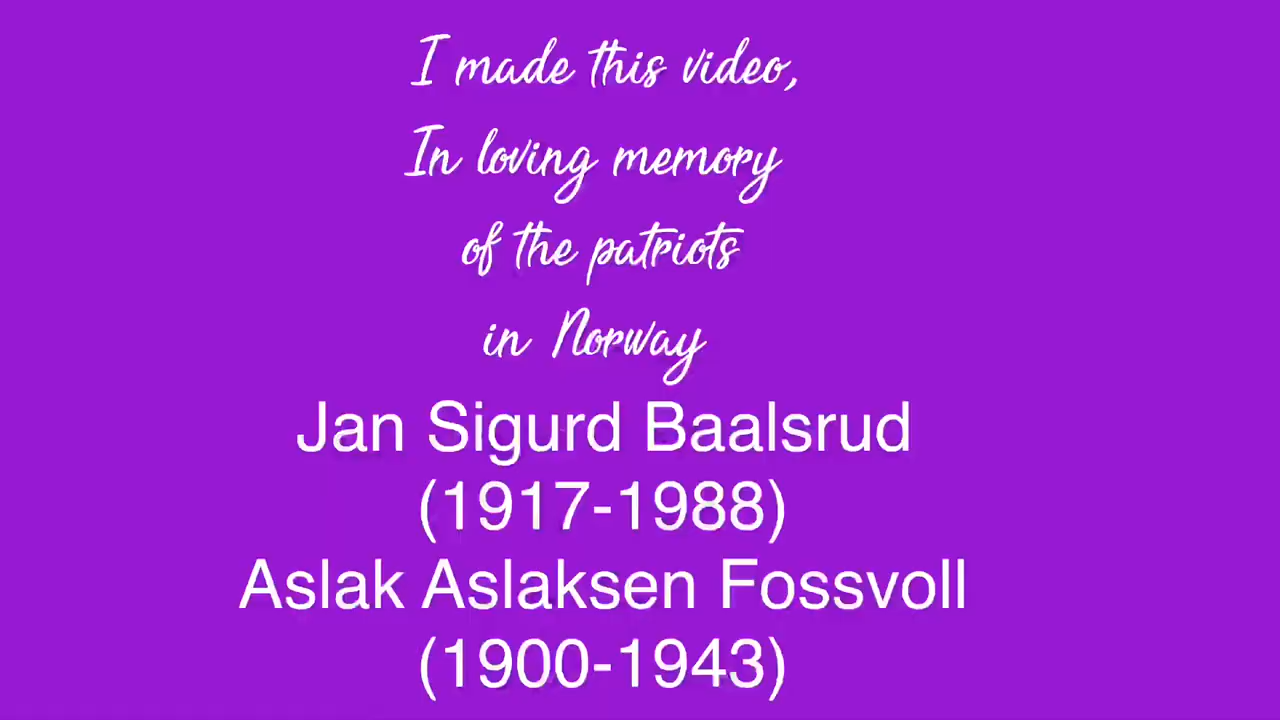 I made this video,
In loving memory
of the patriots
in Norway
Jan Sigurd Baalsrud
(1917-1988)
Aslak Aslaksen Fossvoll
(1900-1943)